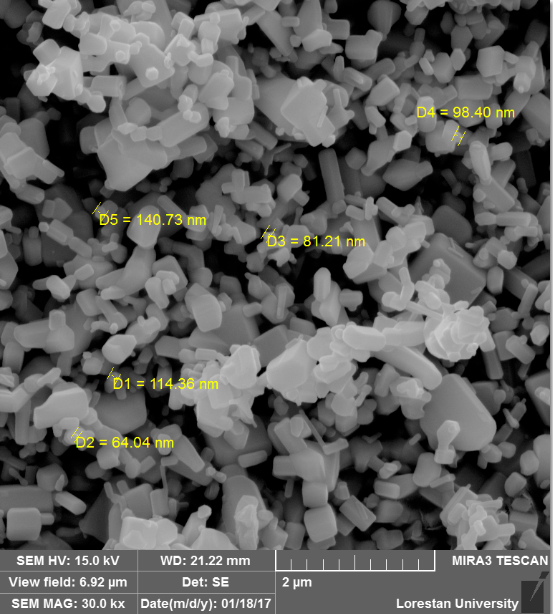 D4 = 98.40 nm
D5 = 140.73 nm
D3 = 81.21 nm
D1 = 114.36 nm
D2 = 64.04 nm
SEM HV: 15.0 kV WD: 21.22 mm MIRA3 TESCAN
View field: 6.92 µm Det: SE 2 µm
SEM MAG: 30.0 kx Date(m/d/y): 01/18/17 Lorestan University